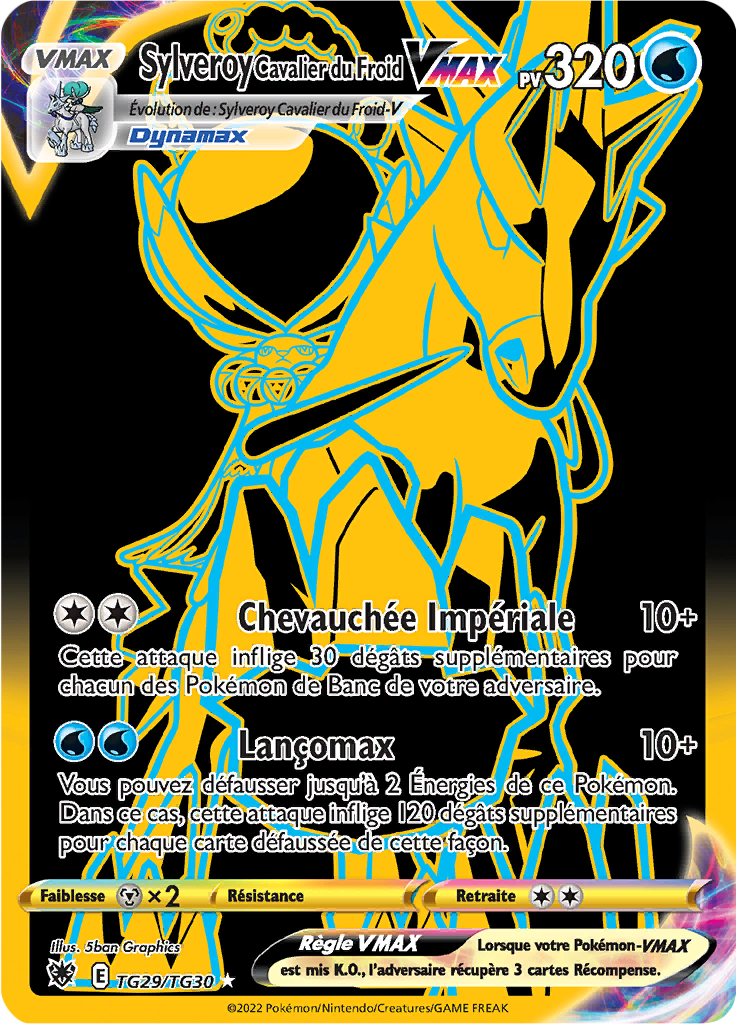 VMAX
Sylveroy Cavalier du Froid VMAX PV 320
Évolution de : Sylveroy Cavalier du Froid-V
Dynamax
Chevauchée Impériale 10+
Cette attaque inflige 30 dégâts supplémentaires pour
chacun des Pokémon de Banc de votre adversaire.
Lançomax 10+
Vous pouvez défausser jusqu'à 2 Énergies de ce Pokémon.
Dans ce cas, cette attaque inflige 120 dégâts supplémentaires
pour chaque carte défaussée de cette façon.
Faiblesse ×2 Résistance Retraite
Illus. 5ban Graphics
Règle VMAX Lorsque votre Pokémon-VMAX
est mis K.O., l'adversaire récupère 3 cartes Récompense.
E TG29/TG30 ★
©2022 Pokémon/Nintendo/Creatures/GAME FREAK